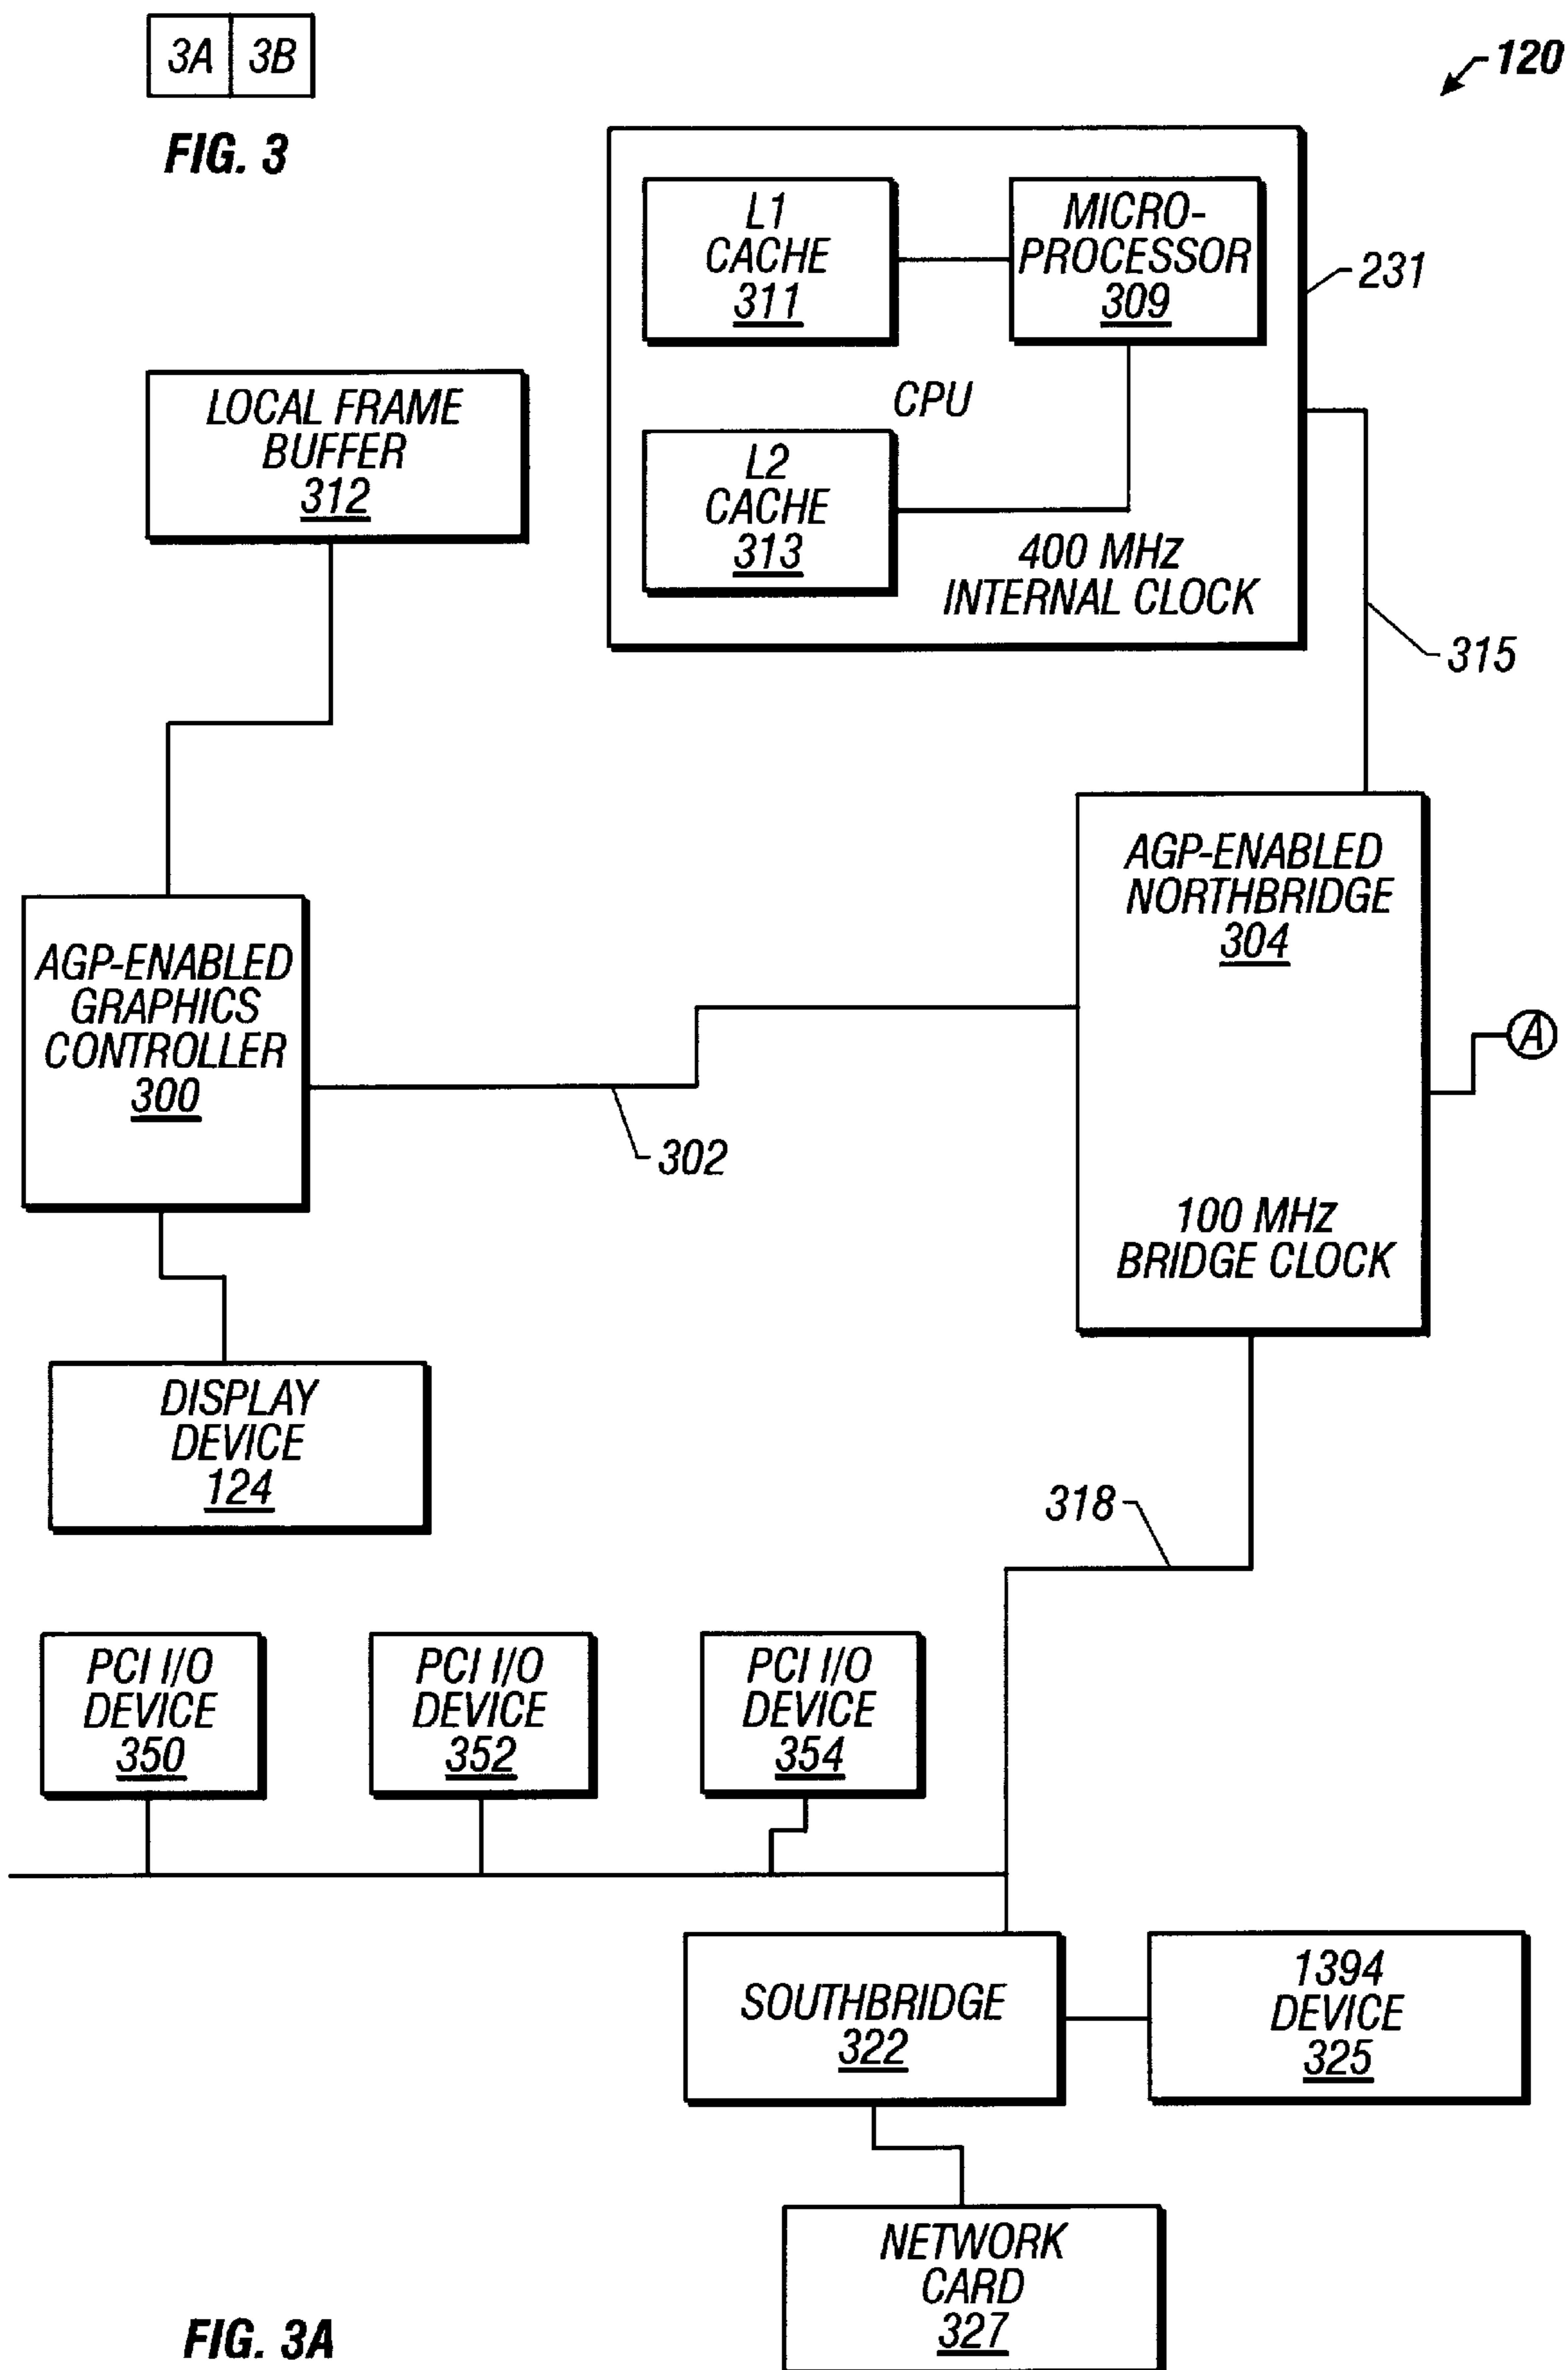 3A 3B
FIG. 3
120
L1
CACHE
311
MICRO-
PROCESSOR
309
231
CPU
L2
CACHE
313
400 MHz
INTERNAL CLOCK
315
LOCAL FRAME
BUFFER
312
AGP-ENABLED
GRAPHICS
CONTROLLER
300
302
AGP-ENABLED
NORTHBRIDGE
304
100 MHz
BRIDGE CLOCK
A
DISPLAY
DEVICE
124
318
PCI I/O
DEVICE
350
PCI I/O
DEVICE
352
PCI I/O
DEVICE
354
SOUTHBRIDGE
322
1394
DEVICE
325
NETWORK
CARD
327
FIG. 3A